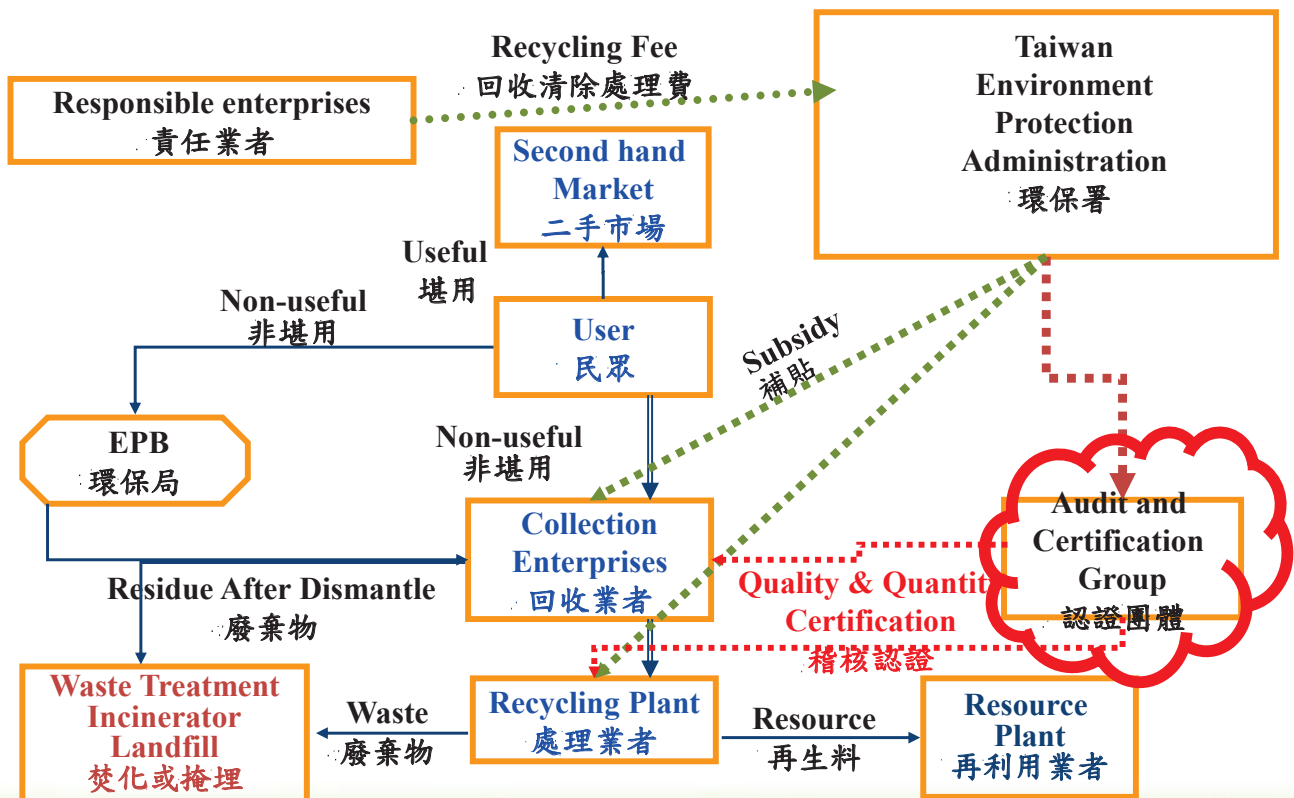 Recycling Fee
回收清除處理費
Responsible enterprises
責任業者
Taiwan
Environment
Protection
Administration
環保署
Second hand
Market
二手市場
Useful
堪用
Non-useful
非堪用
User
民眾
Subsidy
補貼
EPB
環保局
Non-useful
非堪用
Collection
Enterprises
回收業者
Audit and
Certification
Group
認證團體
Residue After Dismantle
廢棄物
Quality & Quantit
Certification
稽核認證
Waste Treatment
Incinerator
Landfill
焚化或掩埋
Waste
廢棄物
Recycling Plant
處理業者
Resource
再生料
Resource
Plant
再利用業者